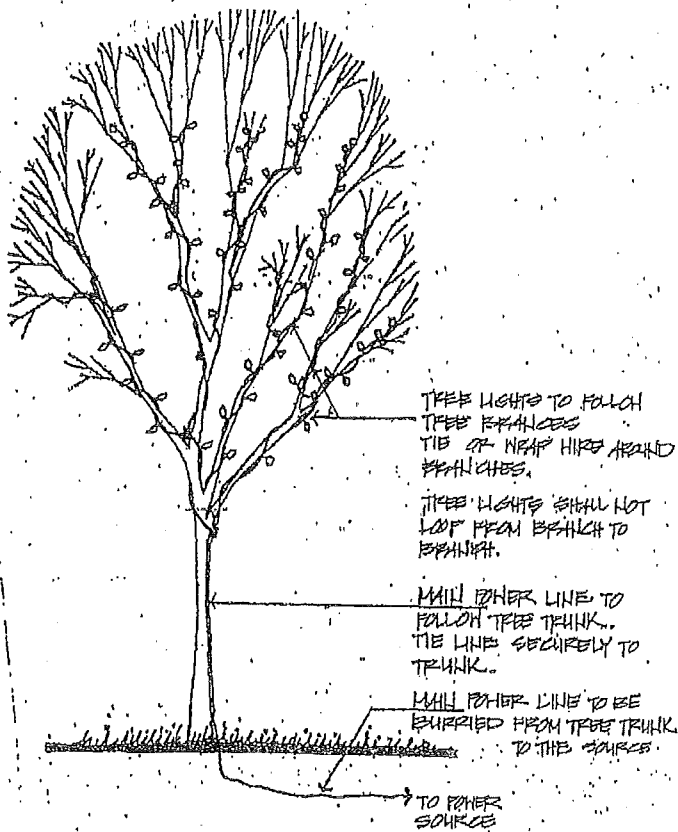 TREE LIGHTS TO FOLLOW
TREE BRANCES
TIE OR WRAP WIRE AROUND
BRANCHES.
TREE LIGHTS SHALL NOT
LOOP FROM BRANCH TO
BRANCH.
MAIN POWER LINE TO
FOLLOW TREE TRUNK.
TIE LINE SECURELY TO
TRUNK.
MAIN POWER LINE TO BE
BURRIED FROM TREE TRUNK
TO THE SOURCE.
TO POWER
SOURCE